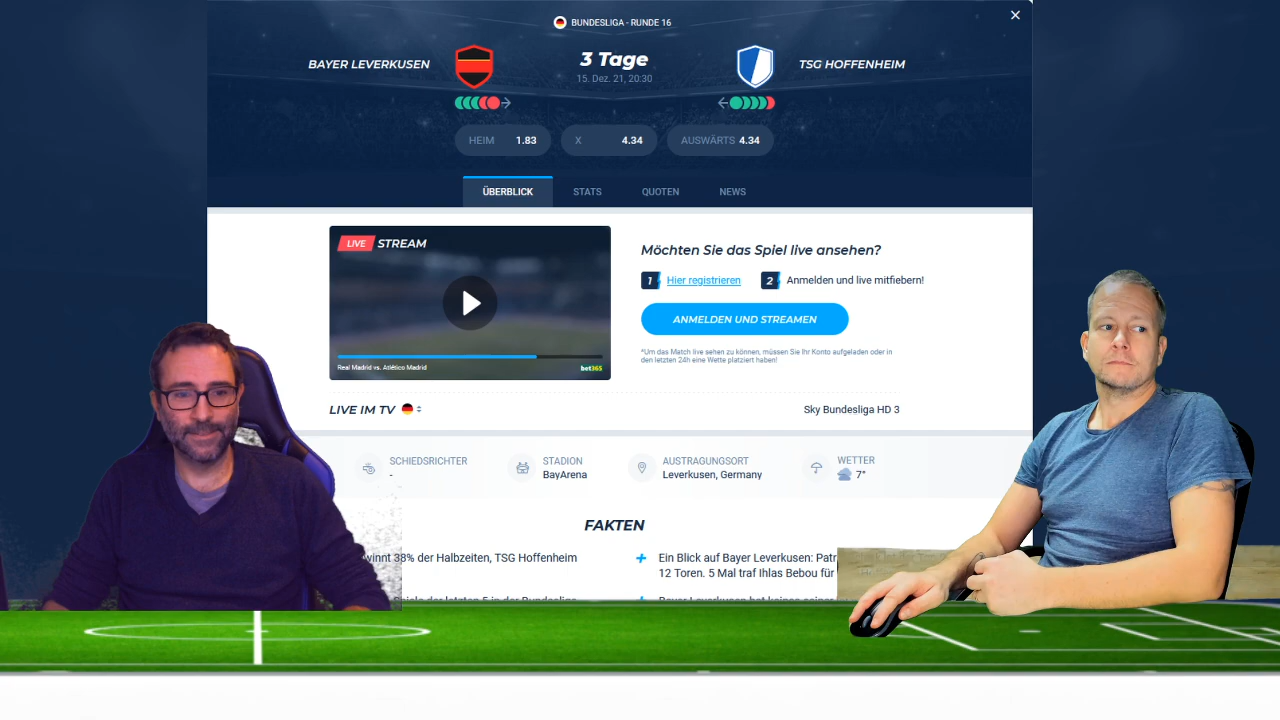 BUNDESLIGA - RUNDE 16
BAYER LEVERKUSEN
3 Tage
TSG HOFFENHEIM
15. Dez. 21, 20:30
HEIM 1.83
X 4.34
AUSWÄRTS 4.34
ÜBERBLICK
STATS
QUOTEN
NEWS
LIVE STREAM
Real Madrid vs. Atlético Madrid
bet365
Möchten Sie das Spiel live ansehen?
1 Hier registrieren 2 Anmelden und live mitfiebern!
ANMELDEN UND STREAMEN
*Um das Match live sehen zu können, müssen Sie Ihr Konto aufgeladen oder in
den letzten 24h eine Wette platziert haben!
LIVE IM TV
Sky Bundesliga HD 3
SCHIEDSRICHTER
-
STADION
BayArena
AUSTRAGUNGSORT
Leverkusen, Germany
WETTER
7°
FAKTEN
winnt 38% der Halbzeiten, TSG Hoffenheim
Ein Blick auf Bayer Leverkusen: Patr
12 Toren. 5 Mal traf Ihlas Bebou für